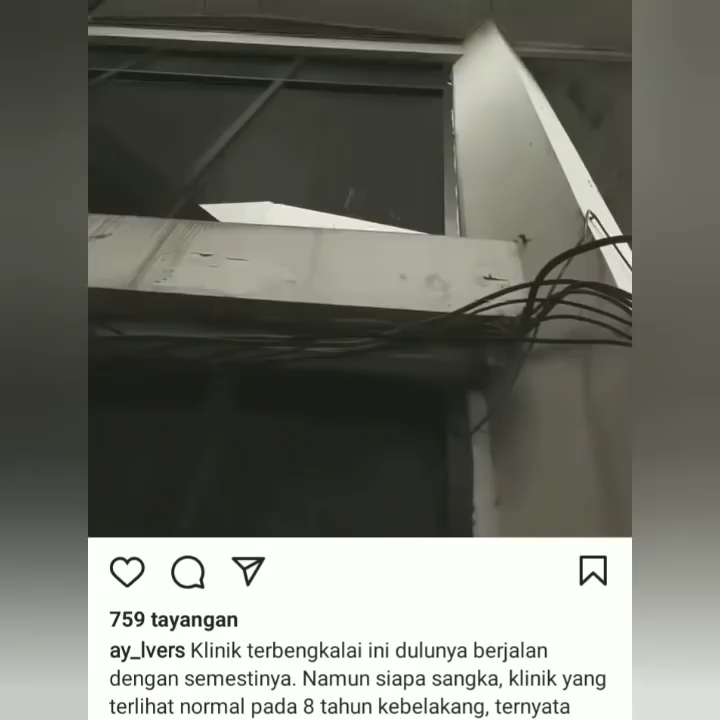 759 tayangan
ay_lvers Klinik terbengkalai ini dulunya berjalan
dengan semestinya. Namun siapa sangka, klinik yang
terlihat normal pada 8 tahun kebelakang, ternyata